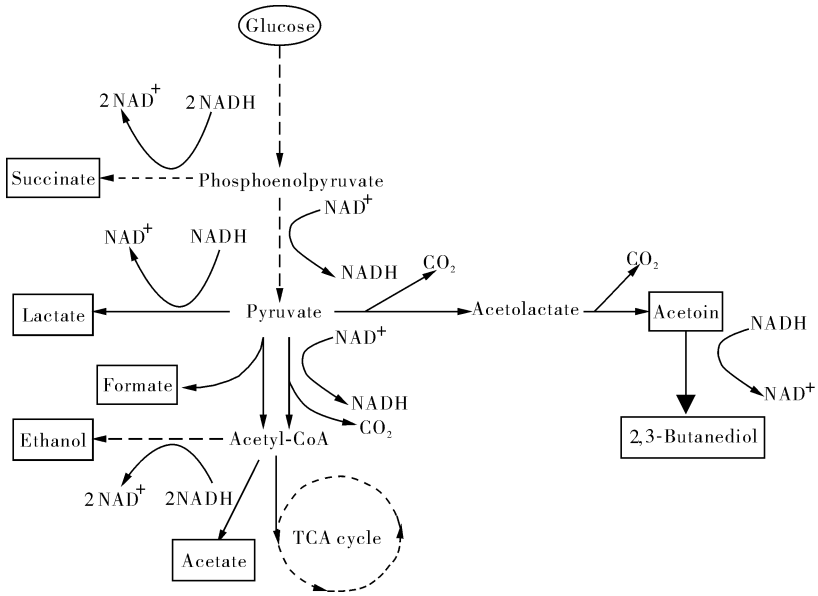 Glucose
2NAD+ 2NADH
Succinate
Phosphoenolpyruvate
NAD+
NADH
NAD+ NADH
CO2
CO2
Lactate
Pyruvate
Acetolactate
Acetoin
NADH
NAD+
NAD+
NADH
CO2
Formate
2,3-Butanediol
Ethanol
Acetyl-CoA
2NAD+ 2NADH
TCA cycle
Acetate